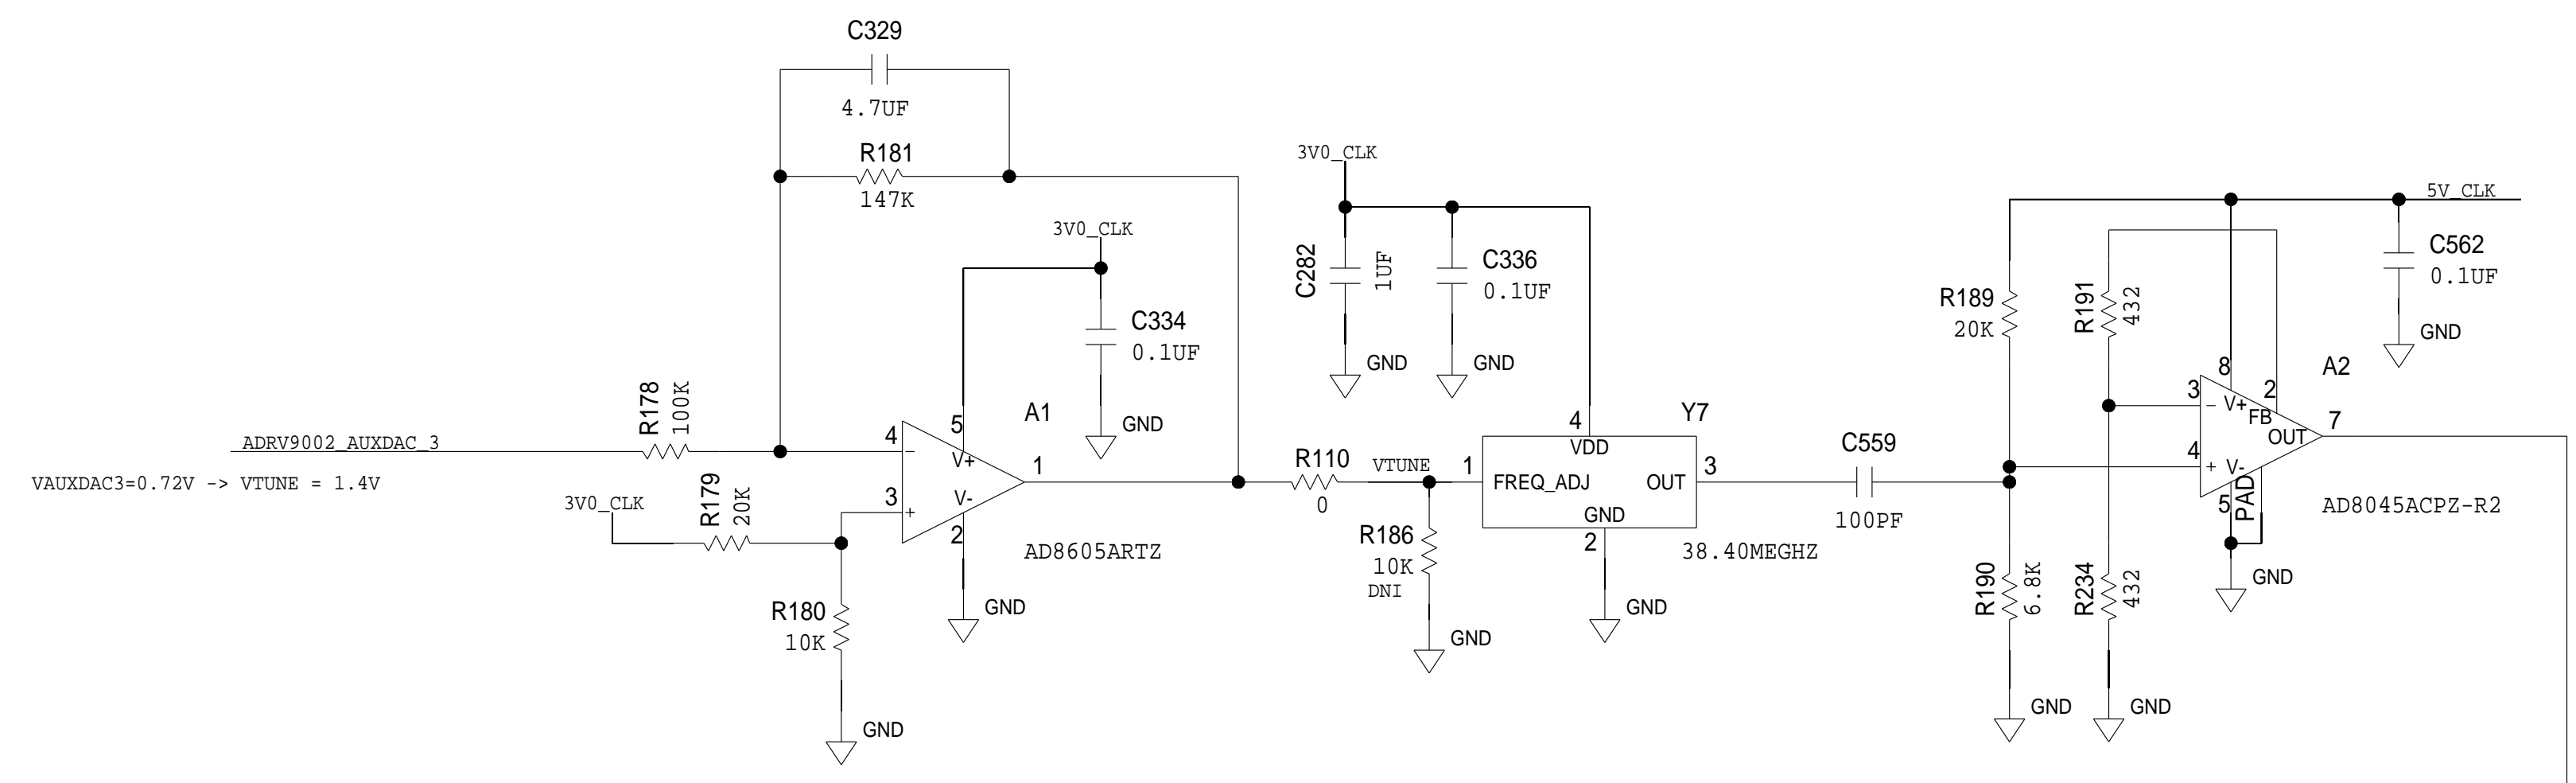 C329
4.7UF
R181
147K
3V0_CLK
C334
0.1UF
GND
R178
100K
ADRV9002_AUXDAC_3
VAUXDAC3=0.72V -> VTUNE = 1.4V
3V0_CLK
R179
20K
R180
10K
GND
A1
4
5
−
V+
1
3
+
V-
2
AD8605ARTZ
GND
3V0_CLK
C282
1UF
C336
0.1UF
GND
GND
R110
0
VTUNE
R186
10K
DNI
GND
Y7
4
VDD
1
FREQ_ADJ
OUT
3
GND
2
38.40MEGHZ
GND
C559
100PF
5V_CLK
C562
0.1UF
GND
R189
20K
R191
432
R190
6.8K
R234
432
GND
GND
A2
8
3
2
−
V+
FB
OUT
7
4
+
V-
5
PAD
AD8045ACPZ-R2
GND